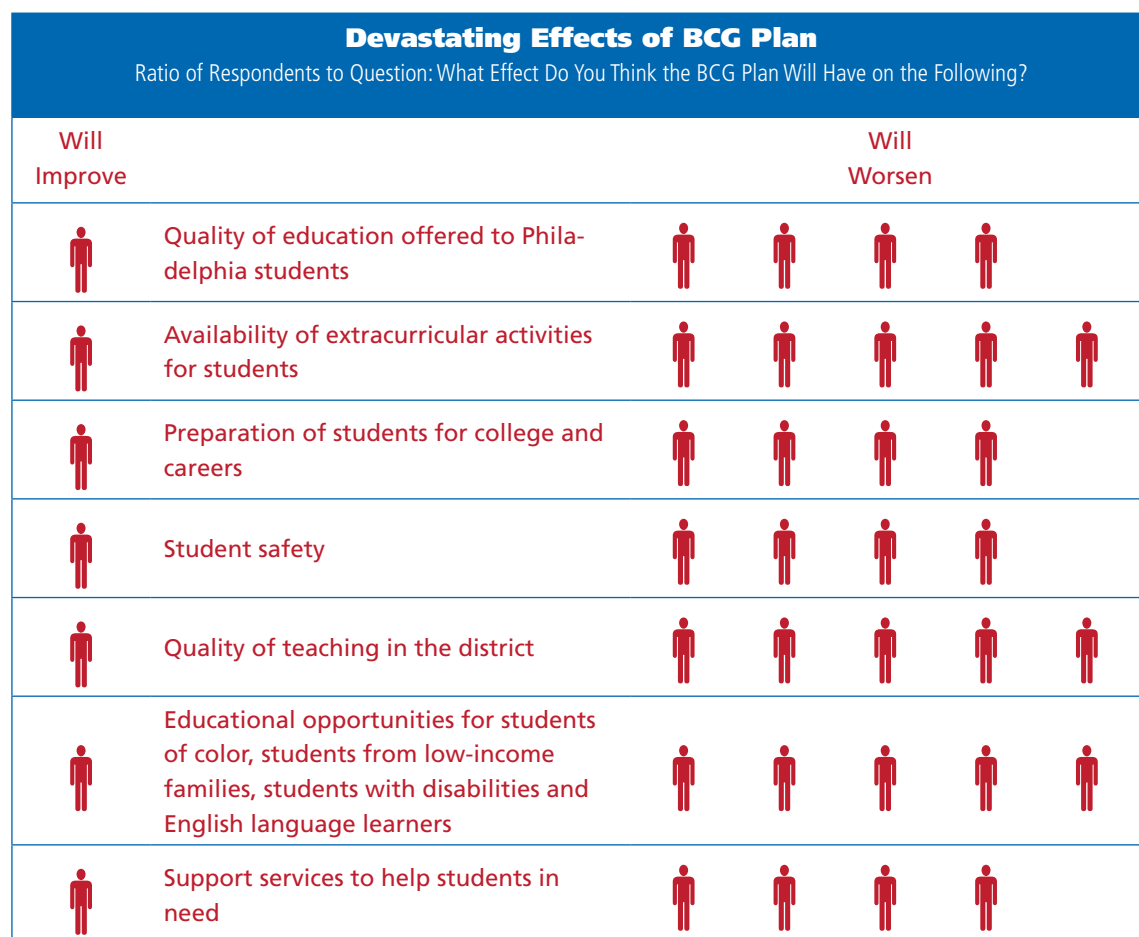 Devastating Effects of BCG Plan
Ratio of Respondents to Question: What Effect Do You Think the BCG Plan Will Have on the Following?
Will
Improve
Will
Worsen
Quality of education offered to Phila-
delphia students
Availability of extracurricular activities
for students
Preparation of students for college and
careers
Student safety
Quality of teaching in the district
Educational opportunities for students
of color, students from low-income
families, students with disabilities and
English language learners
Support services to help students in
need